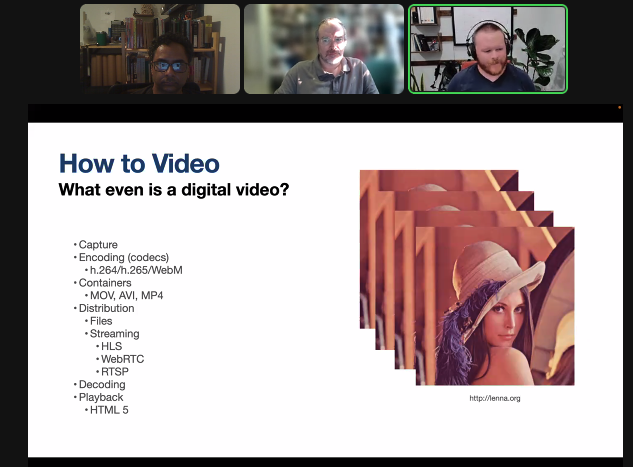 How to Video
What even is a digital video?
• Capture
• Encoding (codecs)
• h.264/h.265/WebM
• Containers
• MOV, AVI, MP4
• Distribution
• Files
• Streaming
• HLS
• WebRTC
• RTSP
• Decoding
• Playback
• HTML 5
http://lenna.org